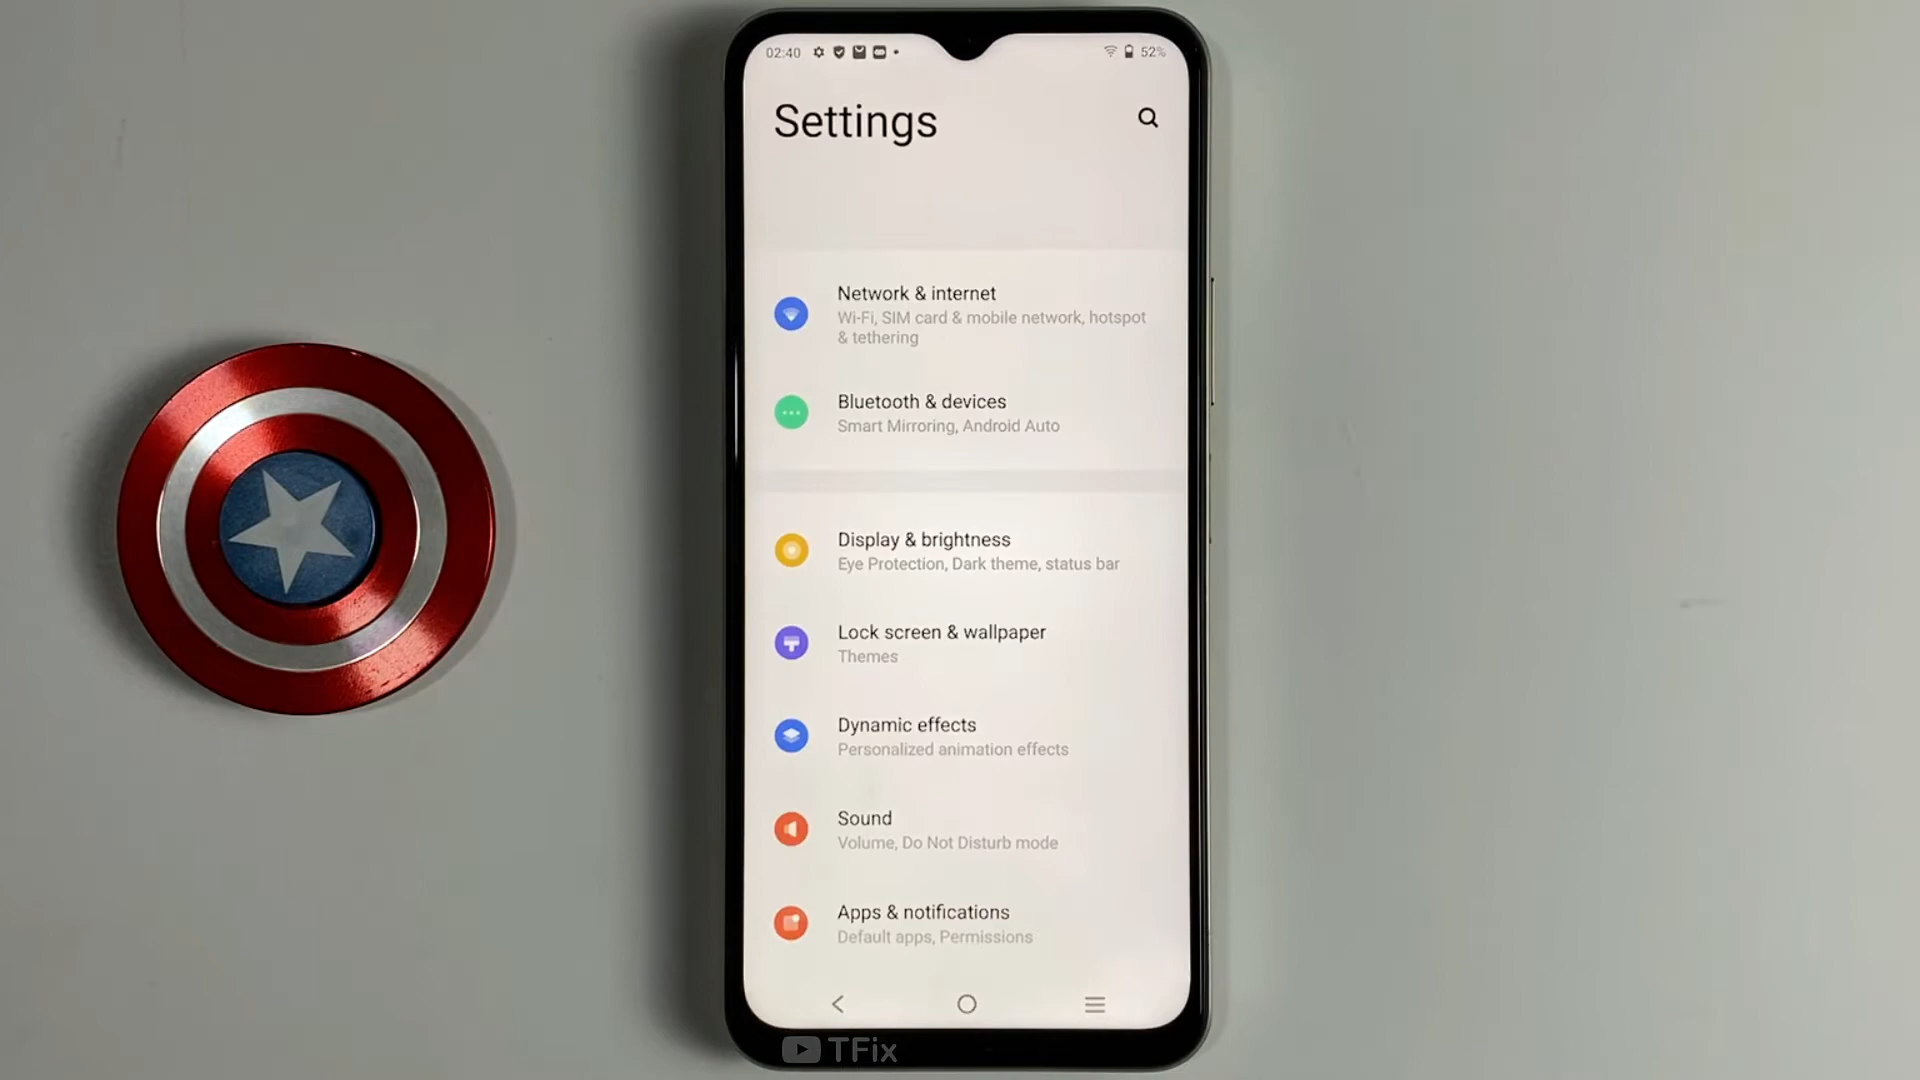 02:40
52%
Settings
Network & internet
Wi-Fi, SIM card & mobile network, hotspot
& tethering
Bluetooth & devices
Smart Mirroring, Android Auto
Display & brightness
Eye Protection, Dark theme, status bar
Lock screen & wallpaper
Themes
Dynamic effects
Personalized animation effects
Sound
Volume, Do Not Disturb mode
Apps & notifications
Default apps, Permissions
TFix